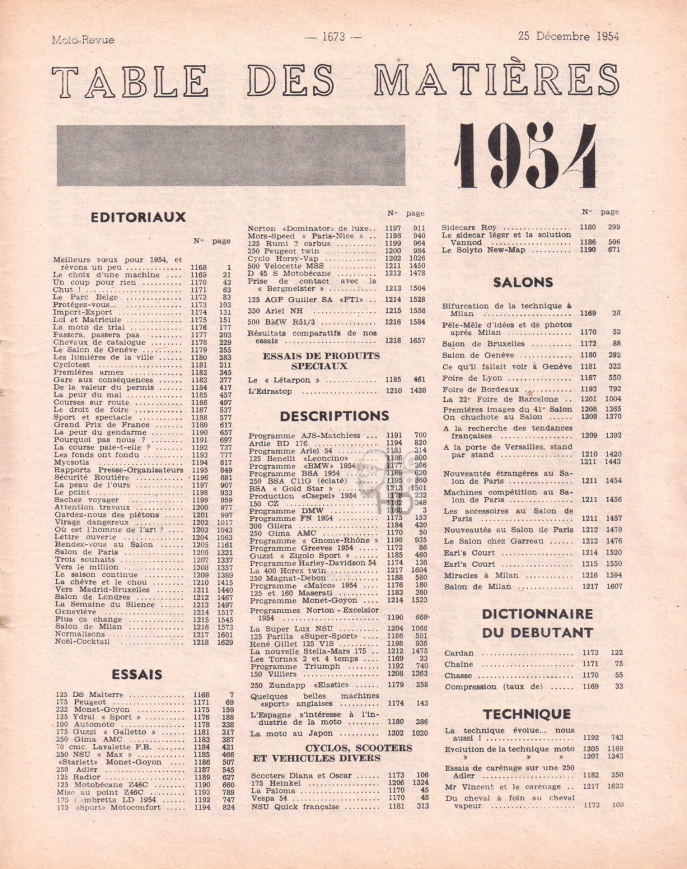 Moto-Revue
— 1673 —
25 Décembre 1954
TABLE DES MATIÈRES
1954
EDITORIAUX
N° page
Meilleurs vœux pour 1954, et
rêvons un peu .............. 1168 1
Le choix d'une machine ...... 1169 21
Un coup pour rien ........... 1170 43
Chut ! ...................... 1171 63
Le Parc Belge ............... 1172 83
Protégez-vous... ............ 1173 103
Import-Export ............... 1174 131
Loi et Matricule ............ 1175 151
La moto de trial ............ 1176 177
Passera, passera pas ........ 1177 203
Chevaux de catalogue ........ 1178 229
Le Salon de Genève .......... 1179 255
Les lumières de la ville .... 1180 283
Cyclotest ................... 1181 311
Premières armes ............. 1182 345
Gare aux conséquences ....... 1183 377
De la valeur du permis ...... 1184 417
La peur du mal .............. 1185 457
Courses sur route ........... 1186 497
Le droit de foire ........... 1187 537
Sport et spectacle .......... 1188 577
Grand Prix de France ........ 1189 617
La peur du gendarme ......... 1190 657
Pourquoi pas nous ? ......... 1191 697
La course paie-t-elle ? ..... 1192 737
Les fonds ont fondu ......... 1193 777
Mycsotis .................... 1194 817
Rapports Presse-Organisateurs 1195 849
Sécurité Routière ........... 1196 881
La peau de l'ours ........... 1197 907
Le point .................... 1198 933
Sachez voyager .............. 1199 959
Attention travaux ........... 1200 977
Gardez-nous des piétons ..... 1201 997
Virage dangereux ............ 1202 1017
Où est l'homme de l'art ? ... 1203 1043
Lettre ouverte .............. 1204 1063
Rendez-vous au Salon ........ 1205 1161
Salon de Paris .............. 1206 1321
Trois souhaits .............. 1207 1337
Vers le million ............. 1208 1357
Le saison continue .......... 1209 1389
La chèvre et le chou ........ 1210 1415
Vers Madrid-Bruxelles ....... 1211 1440
Salon de Londres ............ 1212 1467
La Semaine du Silence ....... 1213 1497
Geneviève ................... 1214 1517
Plus ça change .............. 1215 1545
Salon de Milan .............. 1216 1573
Normalisons ................. 1217 1601
Noël-Cocktail ............... 1218 1629
ESSAIS
125 DS Malterre ............. 1168 7
175 Peugeot ................. 1171 69
232 Monet-Goyon ............. 1175 159
125 Ydral « Sport » ......... 1176 188
100 Automoto ................ 1178 238
175 Guzzi « Galletto » ...... 1181 317
250 Gima AMC ................ 1183 387
70 cmc. Lavalette F.R. ...... 1184 421
250 NSU « Max » ............. 1185 466
«Starlett» Monet-Goyon ...... 1186 507
250 Adler ................... 1187 545
125 Radior .................. 1189 627
125 Motobécane Z46C ......... 1190 660
Mise au point Z46C .......... 1193 789
125 Lambretta LD 1954 ....... 1192 747
175 «Sport» Motoconfort ..... 1194 824
N° page
Norton «Dominator» de luxe.. 1197 911
Mors-Speed « Paris-Nice » .. 1198 940
125 Rumi 2 carbus .......... 1199 964
250 Peugeot twin ........... 1200 984
Cyclo Horsy-Vap ............ 1202 1026
500 Velocette MSS .......... 1211 1450
D 45 S Motobécane .......... 1212 1478
Prise de contact avec la
« Bergmeister » ............ 1213 1504
125 AGP Guiller SA «FT1» .. 1214 1528
350 Ariel NH ............... 1215 1558
500 BMW R51/3 .............. 1216 1584
Résultats comparatifs de nos
essais ..................... 1218 1657
ESSAIS DE PRODUITS
SPECIAUX
Le « Létarpon » ............ 1185 461
L'Edrastop ................. 1210 1428
DESCRIPTIONS
Programme AJS-Matchless ... 1191 700
Ardie BD 176 ............... 1194 820
Programme Ariel 54 ......... 1181 314
125 Benelli «Leoncino» ..... 1186 500
Programme «BMW» 1954 1177 206
Programme BSA 1954 ......... 1189 620
250 BSA C11G (éclaté) ...... 1195 860
BSA « Gold Star » .......... 1213 1501
Production «Csepel» 1954 1178 232
150 CZ 348
Programme DMW 3
Programme FN 1954 .......... 1175 153
300 Gilera ................. 1184 420
250 Gima AMC ............... 1170 50
Programme « Gnome-Rhône » 1198 935
Programme Greeves 1954 ..... 1172 86
Guzzi « Zigolo Sport » ..... 1185 460
Programme Harley-Davidson 54 1174 136
La 400 Horex twin .......... 1217 1604
250 Magnat-Debon ........... 1188 580
Programme «Maïco» 1954 1176 180
125 et 160 Maserati ........ 1183 380
Programme Monet-Goyon ...... 1214 1523
Programmes Norton - Excelsior
1954 ....................... 1190 668
La Super Lux NSU ........... 1204 1066
125 Parilla «Super-Sport» .. 1186 501
René Gillet 125 V1S ........ 1198 936
La nouvelle Stella-Mars 175 .. 1212 1475
Les Tornax 2 et 4 temps .... 1169 23
Programme Triumph .......... 1192 740
150 Villiers ............... 1208 1363
250 Zundapp «Elastic» ...... 1179 258
Quelques belles machines
«sport» anglaises .......... 1174 143
L'Espagne s'intéresse à l'in-
dustrie de la moto ......... 1180 286
La moto au Japon ........... 1202 1020
CYCLOS, SCOOTERS
ET VEHICULES DIVERS
Scooters Diana et Oscar .... 1173 106
175 Heinkel ................ 1206 1324
La Paloma .................. 1170 45
Vespa 54 ................... 1170 48
NSU Quick française ........ 1181 313
N° page
Sidecars Roy ............... 1180 299
Le sidecar léger et la solution
Vannod ..................... 1186 506
Le Solyto New-Map .......... 1190 671
SALONS
Bifurcation de la technique à
Milan ...................... 1169 28
Pêle-Mêle d'idées et de photos
après Milan ................ 1170 52
Salon de Bruxelles ......... 1172 88
Salon de Genève ............ 1180 292
Ce qu'il fallait voir à Genève 1181 322
Foire de Lyon .............. 1187 550
Foire de Bordeaux .......... 1193 792
La 22° Foire de Barcelone .. 1201 1004
Premières images du 41° Salon 1208 1365
On chuchote au Salon ....... 1208 1370
A la recherche des tendances
françaises ................. 1209 1392
A la porte de Versailles, stand
par stand .................. 1210 1420
1211 1443
Nouveautés étrangères au Sa-
lon de Paris ............... 1211 1454
Machines compétition au Sa-
lon de Paris ............... 1211 1456
Les accessoires au Salon de
Paris ...................... 1211 1457
Nouveautés au Salon de Paris 1212 1470
Le Salon chez Garreau ...... 1212 1476
Earl's Court ............... 1214 1520
Earl's Court ............... 1215 1550
Miracles à Milan ........... 1216 1594
Salon de Milan ............. 1217 1607
DICTIONNAIRE
DU DEBUTANT
Cardan ..................... 1173 122
Chaîne ..................... 1171 75
Chasse ..................... 1170 55
Compression (taux de) ...... 1169 33
TECHNIQUE
La technique évolue... nous
aussi ! .................... 1192 743
Evolution de la technique moto 1205 1169
» » » 1207 1343
Essais de carénage sur une 250
Adler ...................... 1182 350
Mr Vincent et le carénage .. 1217 1623
Du cheval à foin au cheval
vapeur ..................... 1173 108